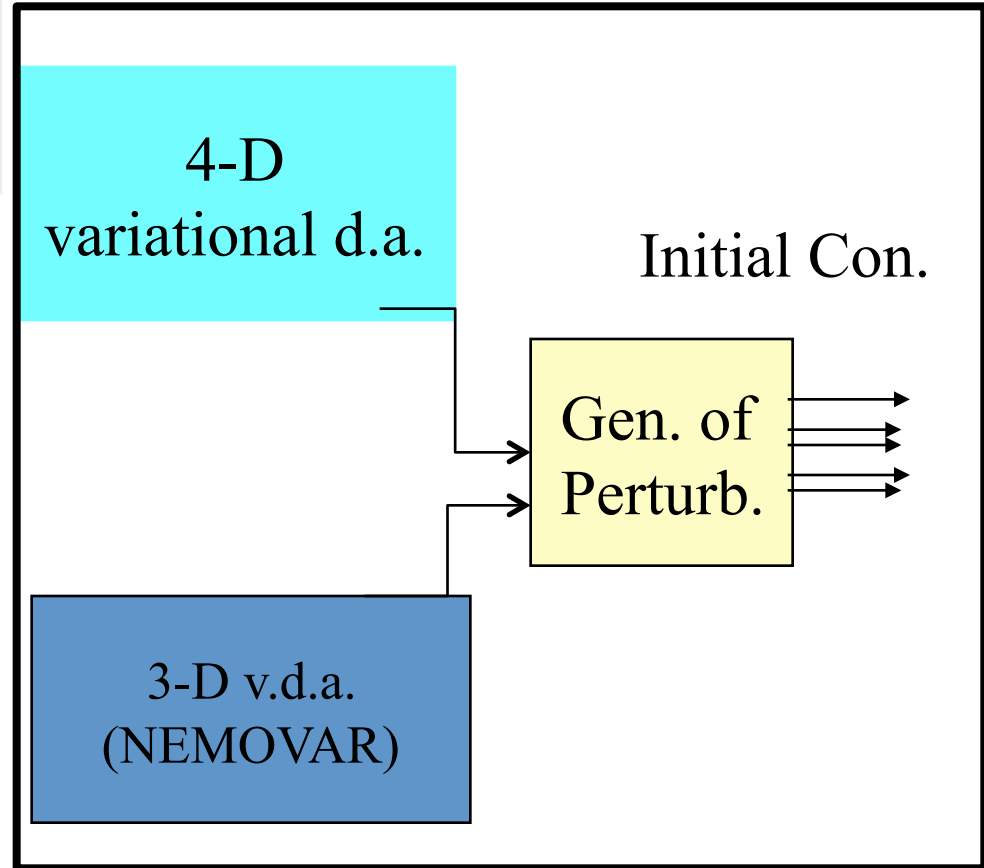 4-D
variational d.a.
Initial Con.
Gen. of
Perturb.
3-D v.d.a.
(NEMOVAR)